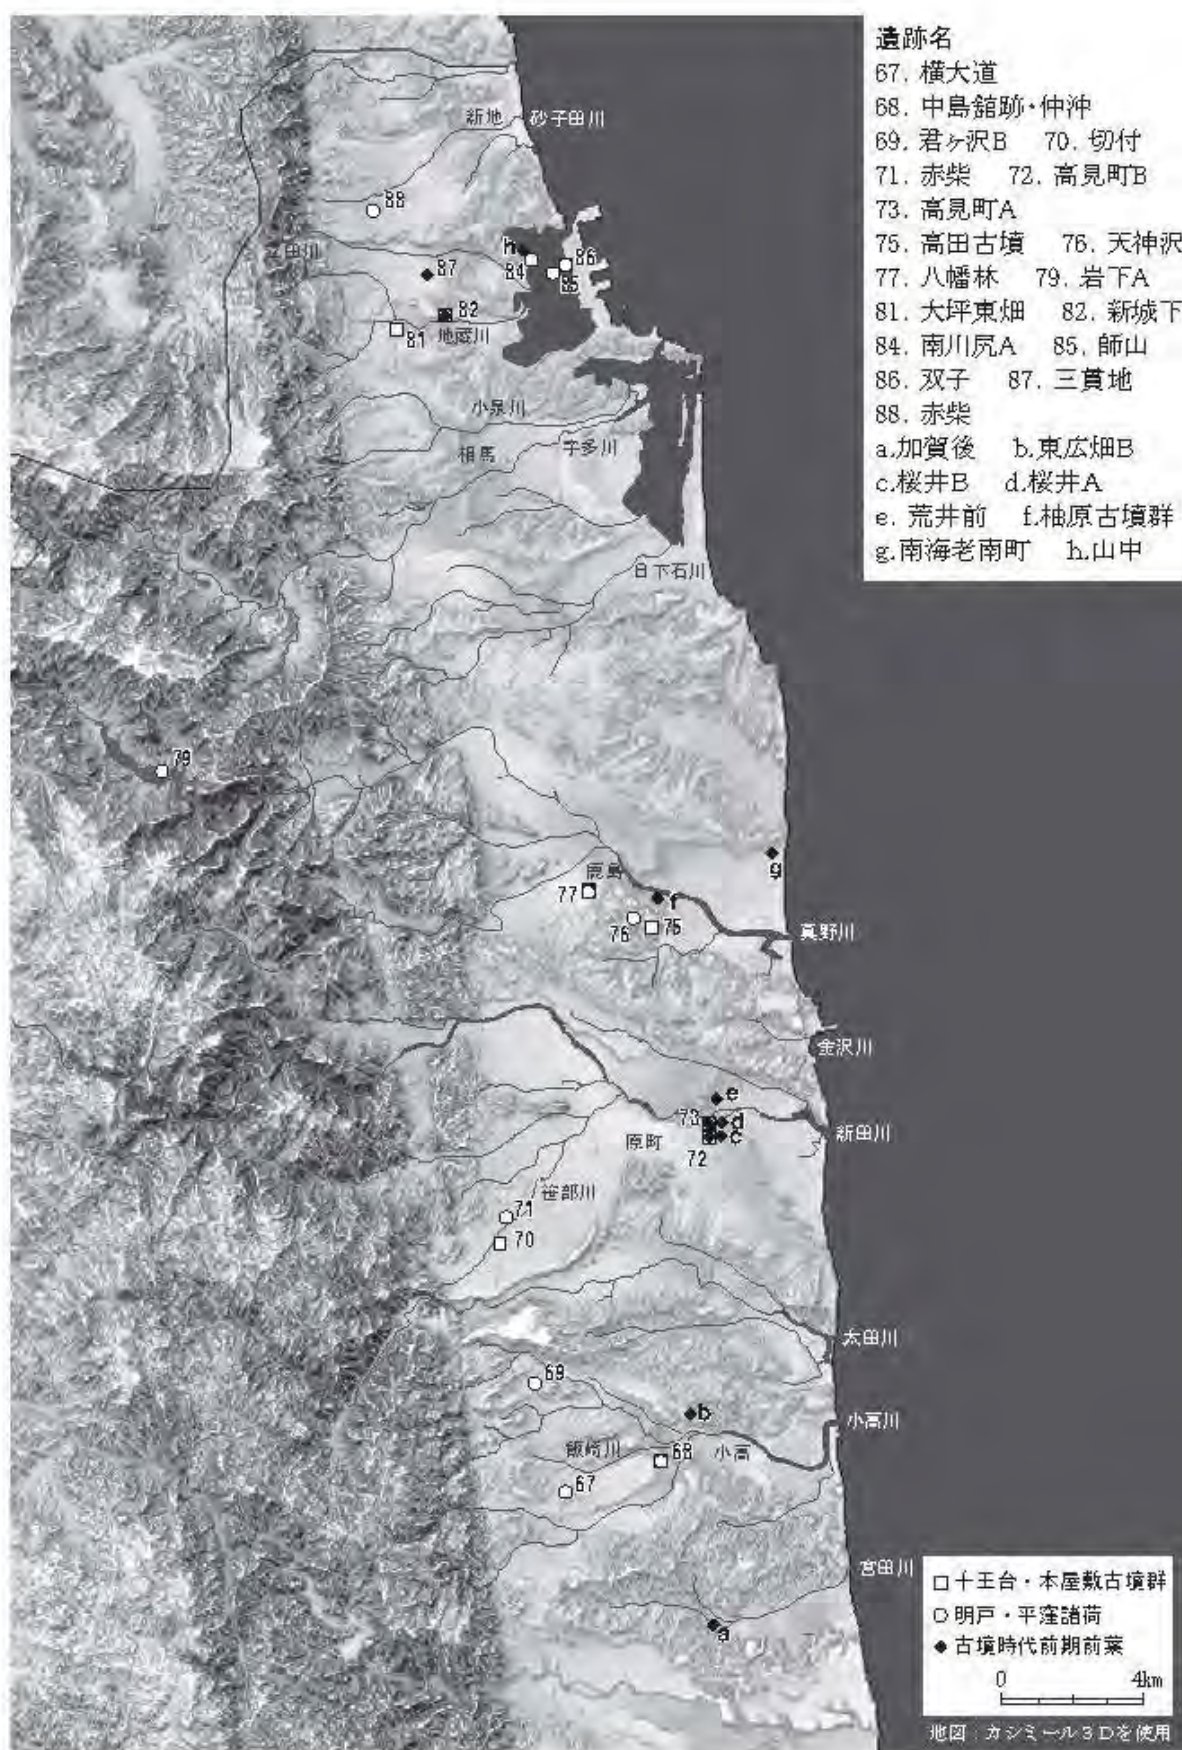 遺跡名
67. 横大道
68. 中島舘跡・仲沖
69. 君ヶ沢B 70. 切付
71. 赤柴 72. 高見町B
73. 高見町A
75. 高田古墳 76. 天神沢
77. 八幡林 79. 岩下A
81. 大坪東畑 82. 新城下
84. 南川尻A 85. 師山
86. 双子 87. 三貫地
88. 赤柴
a.加賀後 b.東広畑B
c.桜井B d.桜井A
e. 荒井前 f.柚原古墳群
g.南海老南町 h.山中
新地 砂子田川
88
立田川
h
84
86
85
87
82
81
地蔵川
小泉川
相馬
宇多川
日下石川
79
g
鹿島
77
f
76
75
真野川
金沢川
e
73
d
c
72
原町
新田川
笹部川
71
70
太田川
69
b
小高川
飯崎川
68
小高
67
宮田川
a
□十王台・本屋敷古墳群
○明戸・平窪諸荷
◆古墳時代前期前葉
0 4km
地図：カシミール3Dを使用